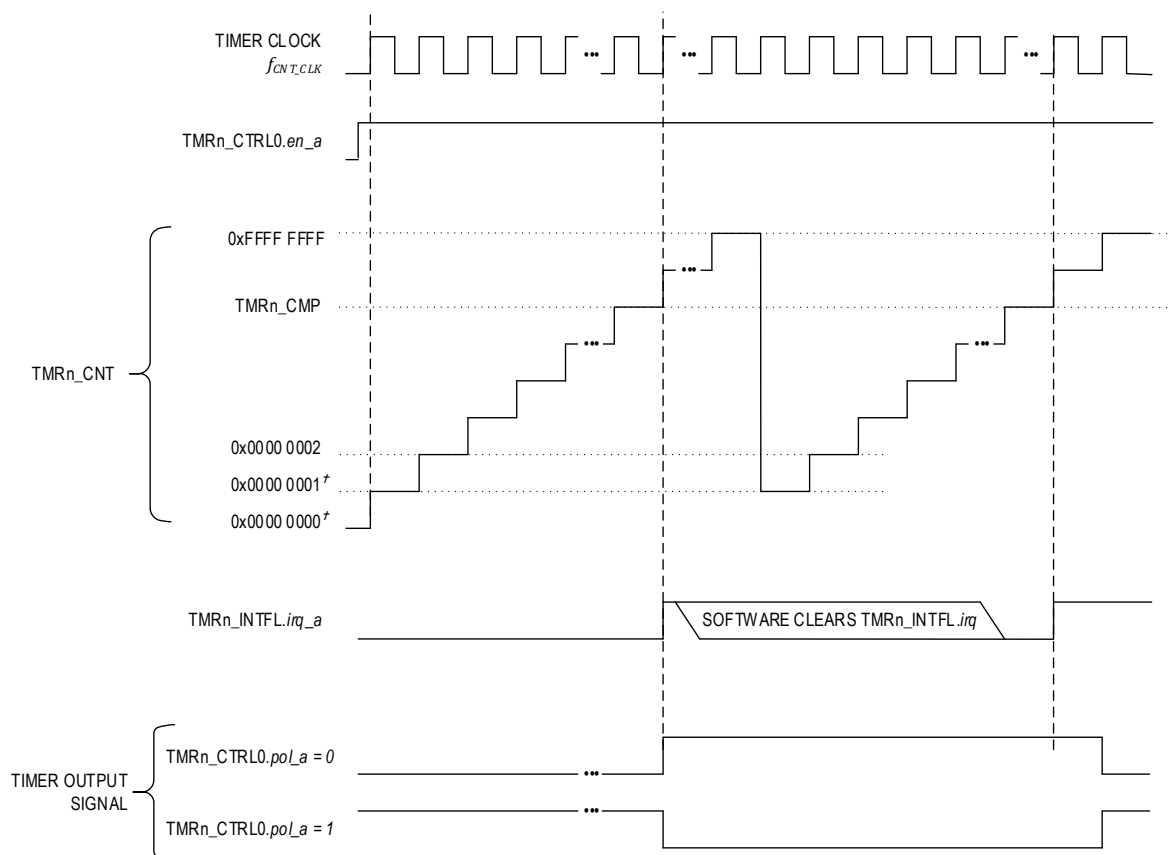 TIMER CLOCK
fCNT_CLK
TMRn_CTRL0.en_a
0xFFFF FFFF
TMRn_CMP
TMRn_CNT
0x0000 0002
0x0000 0001†
0x0000 0000†
TMRn_INTFL.irq_a
SOFTWARE CLEARS TMRn_INTFL.irq
TMRn_CTRL0.pol_a = 0
TIMER OUTPUT
SIGNAL
TMRn_CTRL0.pol_a = 1